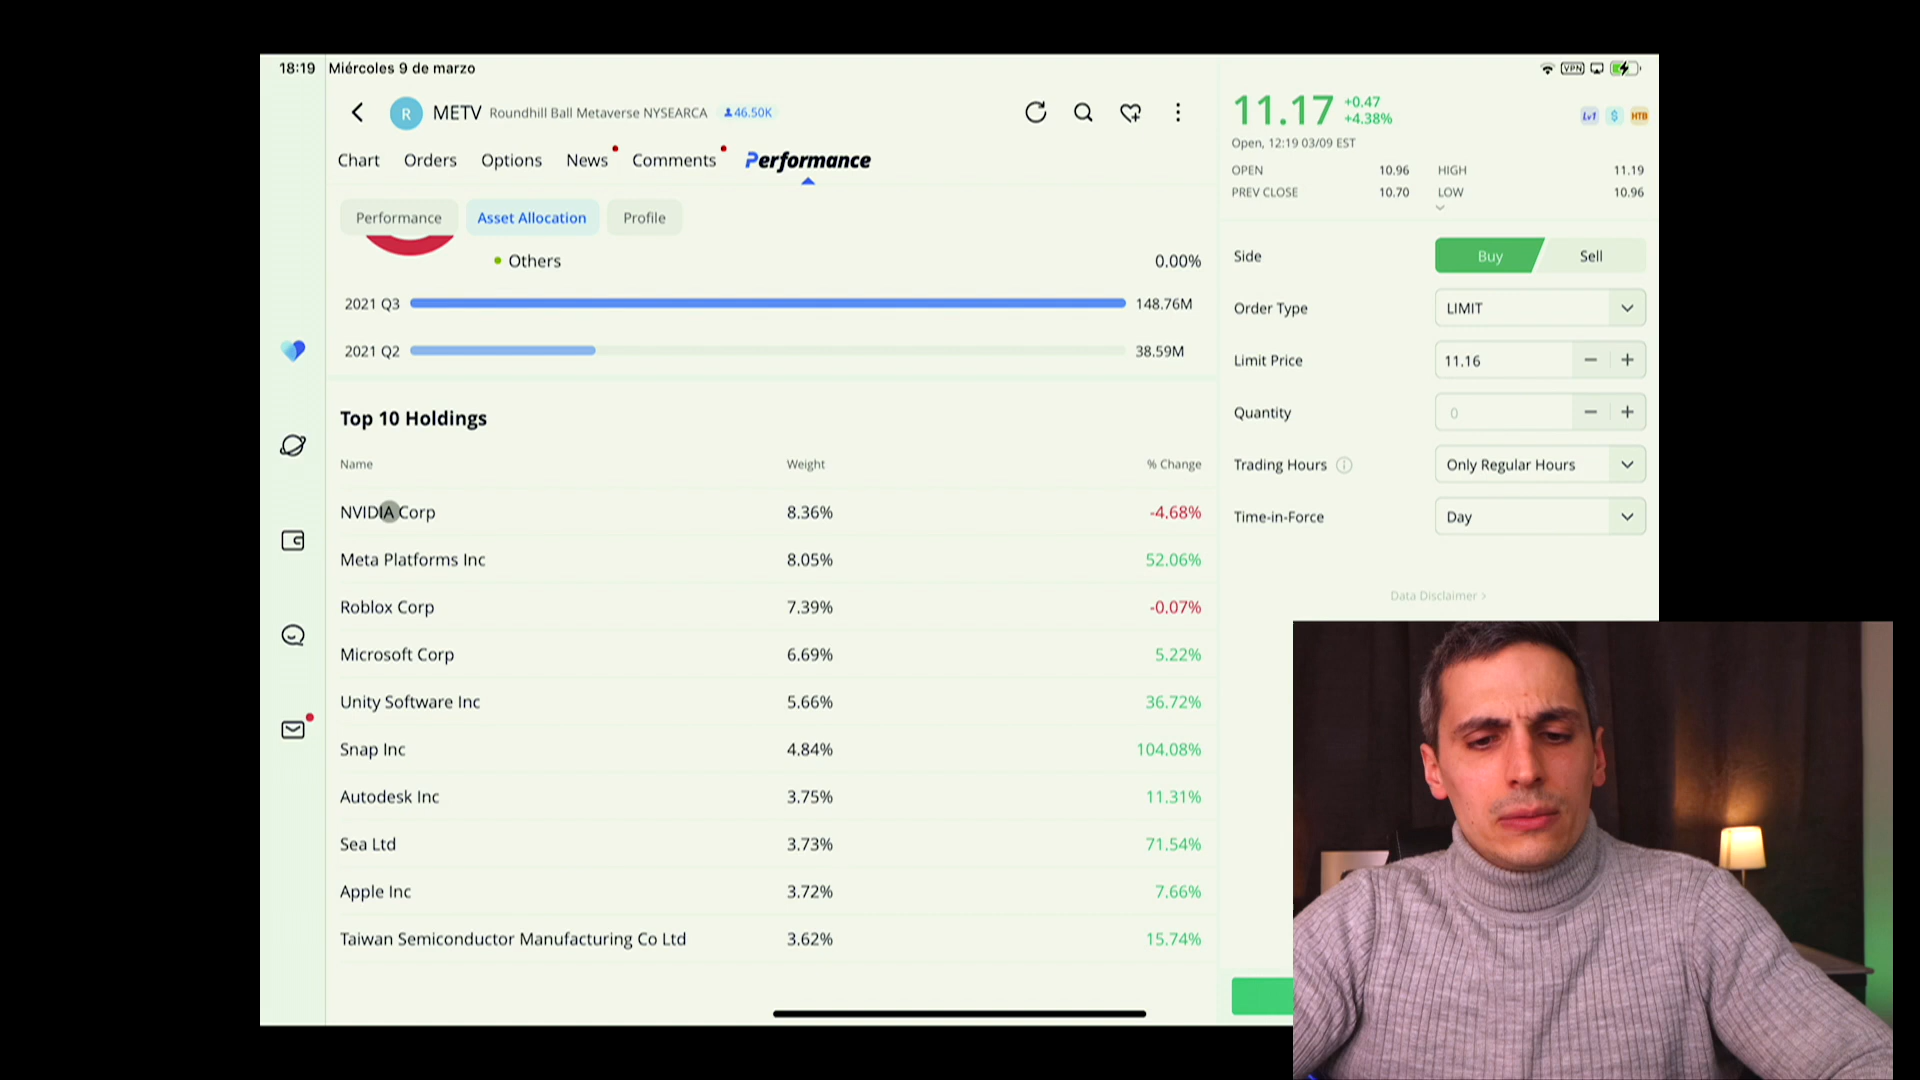 18:19 Miércoles 9 de marzo
VPN
R METV Roundhill Ball Metaverse NYSEARCA 46.50K
Chart Orders Options News Comments Performance
Performance Asset Allocation Profile
Others 0.00%
2021 Q3 148.76M
2021 Q2 38.59M
Top 10 Holdings
Name Weight % Change
NVIDIA Corp 8.36% -4.68%
Meta Platforms Inc 8.05% 52.06%
Roblox Corp 7.39% -0.07%
Microsoft Corp 6.69% 5.22%
Unity Software Inc 5.66% 36.72%
Snap Inc 4.84% 104.08%
Autodesk Inc 3.75% 11.31%
Sea Ltd 3.73% 71.54%
Apple Inc 3.72% 7.66%
Taiwan Semiconductor Manufacturing Co Ltd 3.62% 15.74%
11.17 +0.47
+4.38%
Lv1 $ HTB
Open, 12:19 03/09 EST
OPEN 10.96 HIGH 11.19
PREV CLOSE 10.70 LOW 10.96
Side Buy Sell
Order Type LIMIT
Limit Price 11.16 − +
Quantity 0 − +
Trading Hours Only Regular Hours
Time-in-Force Day
Data Disclaimer >